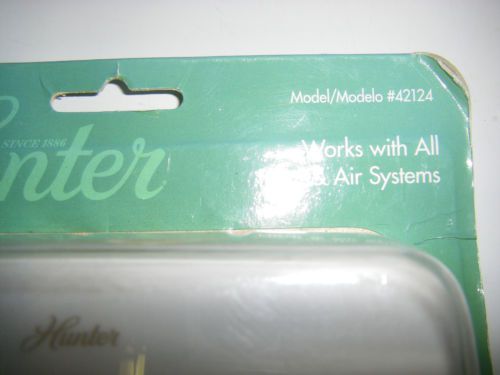 Model/Modelo #42124
SINCE 1886
Works with All
& Air Systems
Hunter